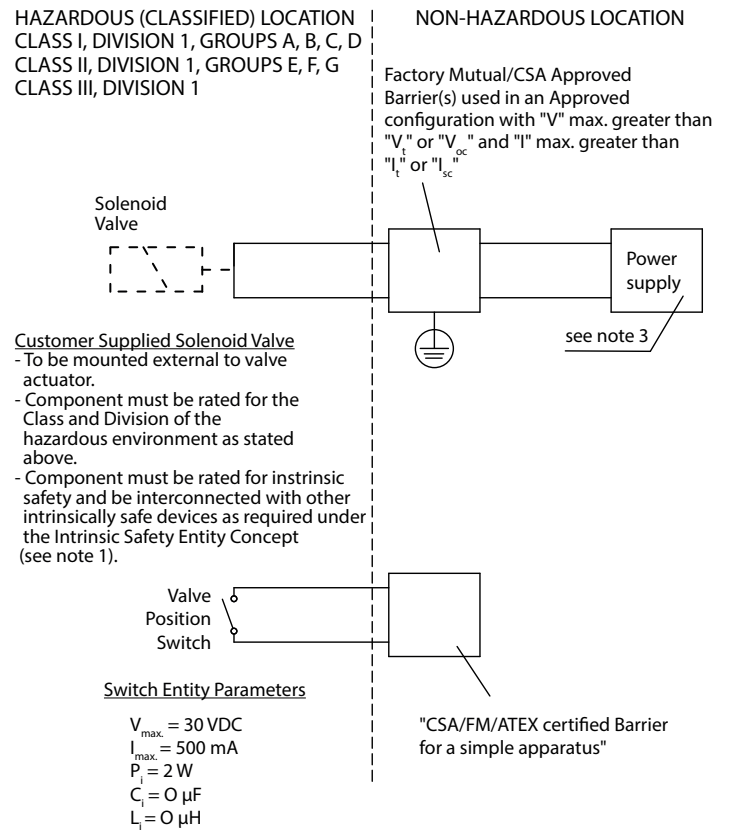 HAZARDOUS (CLASSIFIED) LOCATION
CLASS I, DIVISION 1, GROUPS A, B, C, D
CLASS II, DIVISION 1, GROUPS E, F, G
CLASS III, DIVISION 1
NON-HAZARDOUS LOCATION
Factory Mutual/CSA Approved
Barrier(s) used in an Approved
configuration with "V" max. greater than
"Vt" or "Voc" and "I" max. greater than
"It" or "Isc"
Solenoid
Valve
Power
supply
see note 3
Customer Supplied Solenoid Valve
- To be mounted external to valve
actuator.
- Component must be rated for the
Class and Division of the
hazardous environment as stated
above.
- Component must be rated for instrinsic
safety and be interconnected with other
intrinsically safe devices as required under
the Intrinsic Safety Entity Concept
(see note 1).
Valve
Position
Switch
Switch Entity Parameters
Vmax. = 30 VDC
Imax. = 500 mA
Pi = 2 W
Ci = O µF
Li = O µH
"CSA/FM/ATEX certified Barrier
for a simple apparatus"